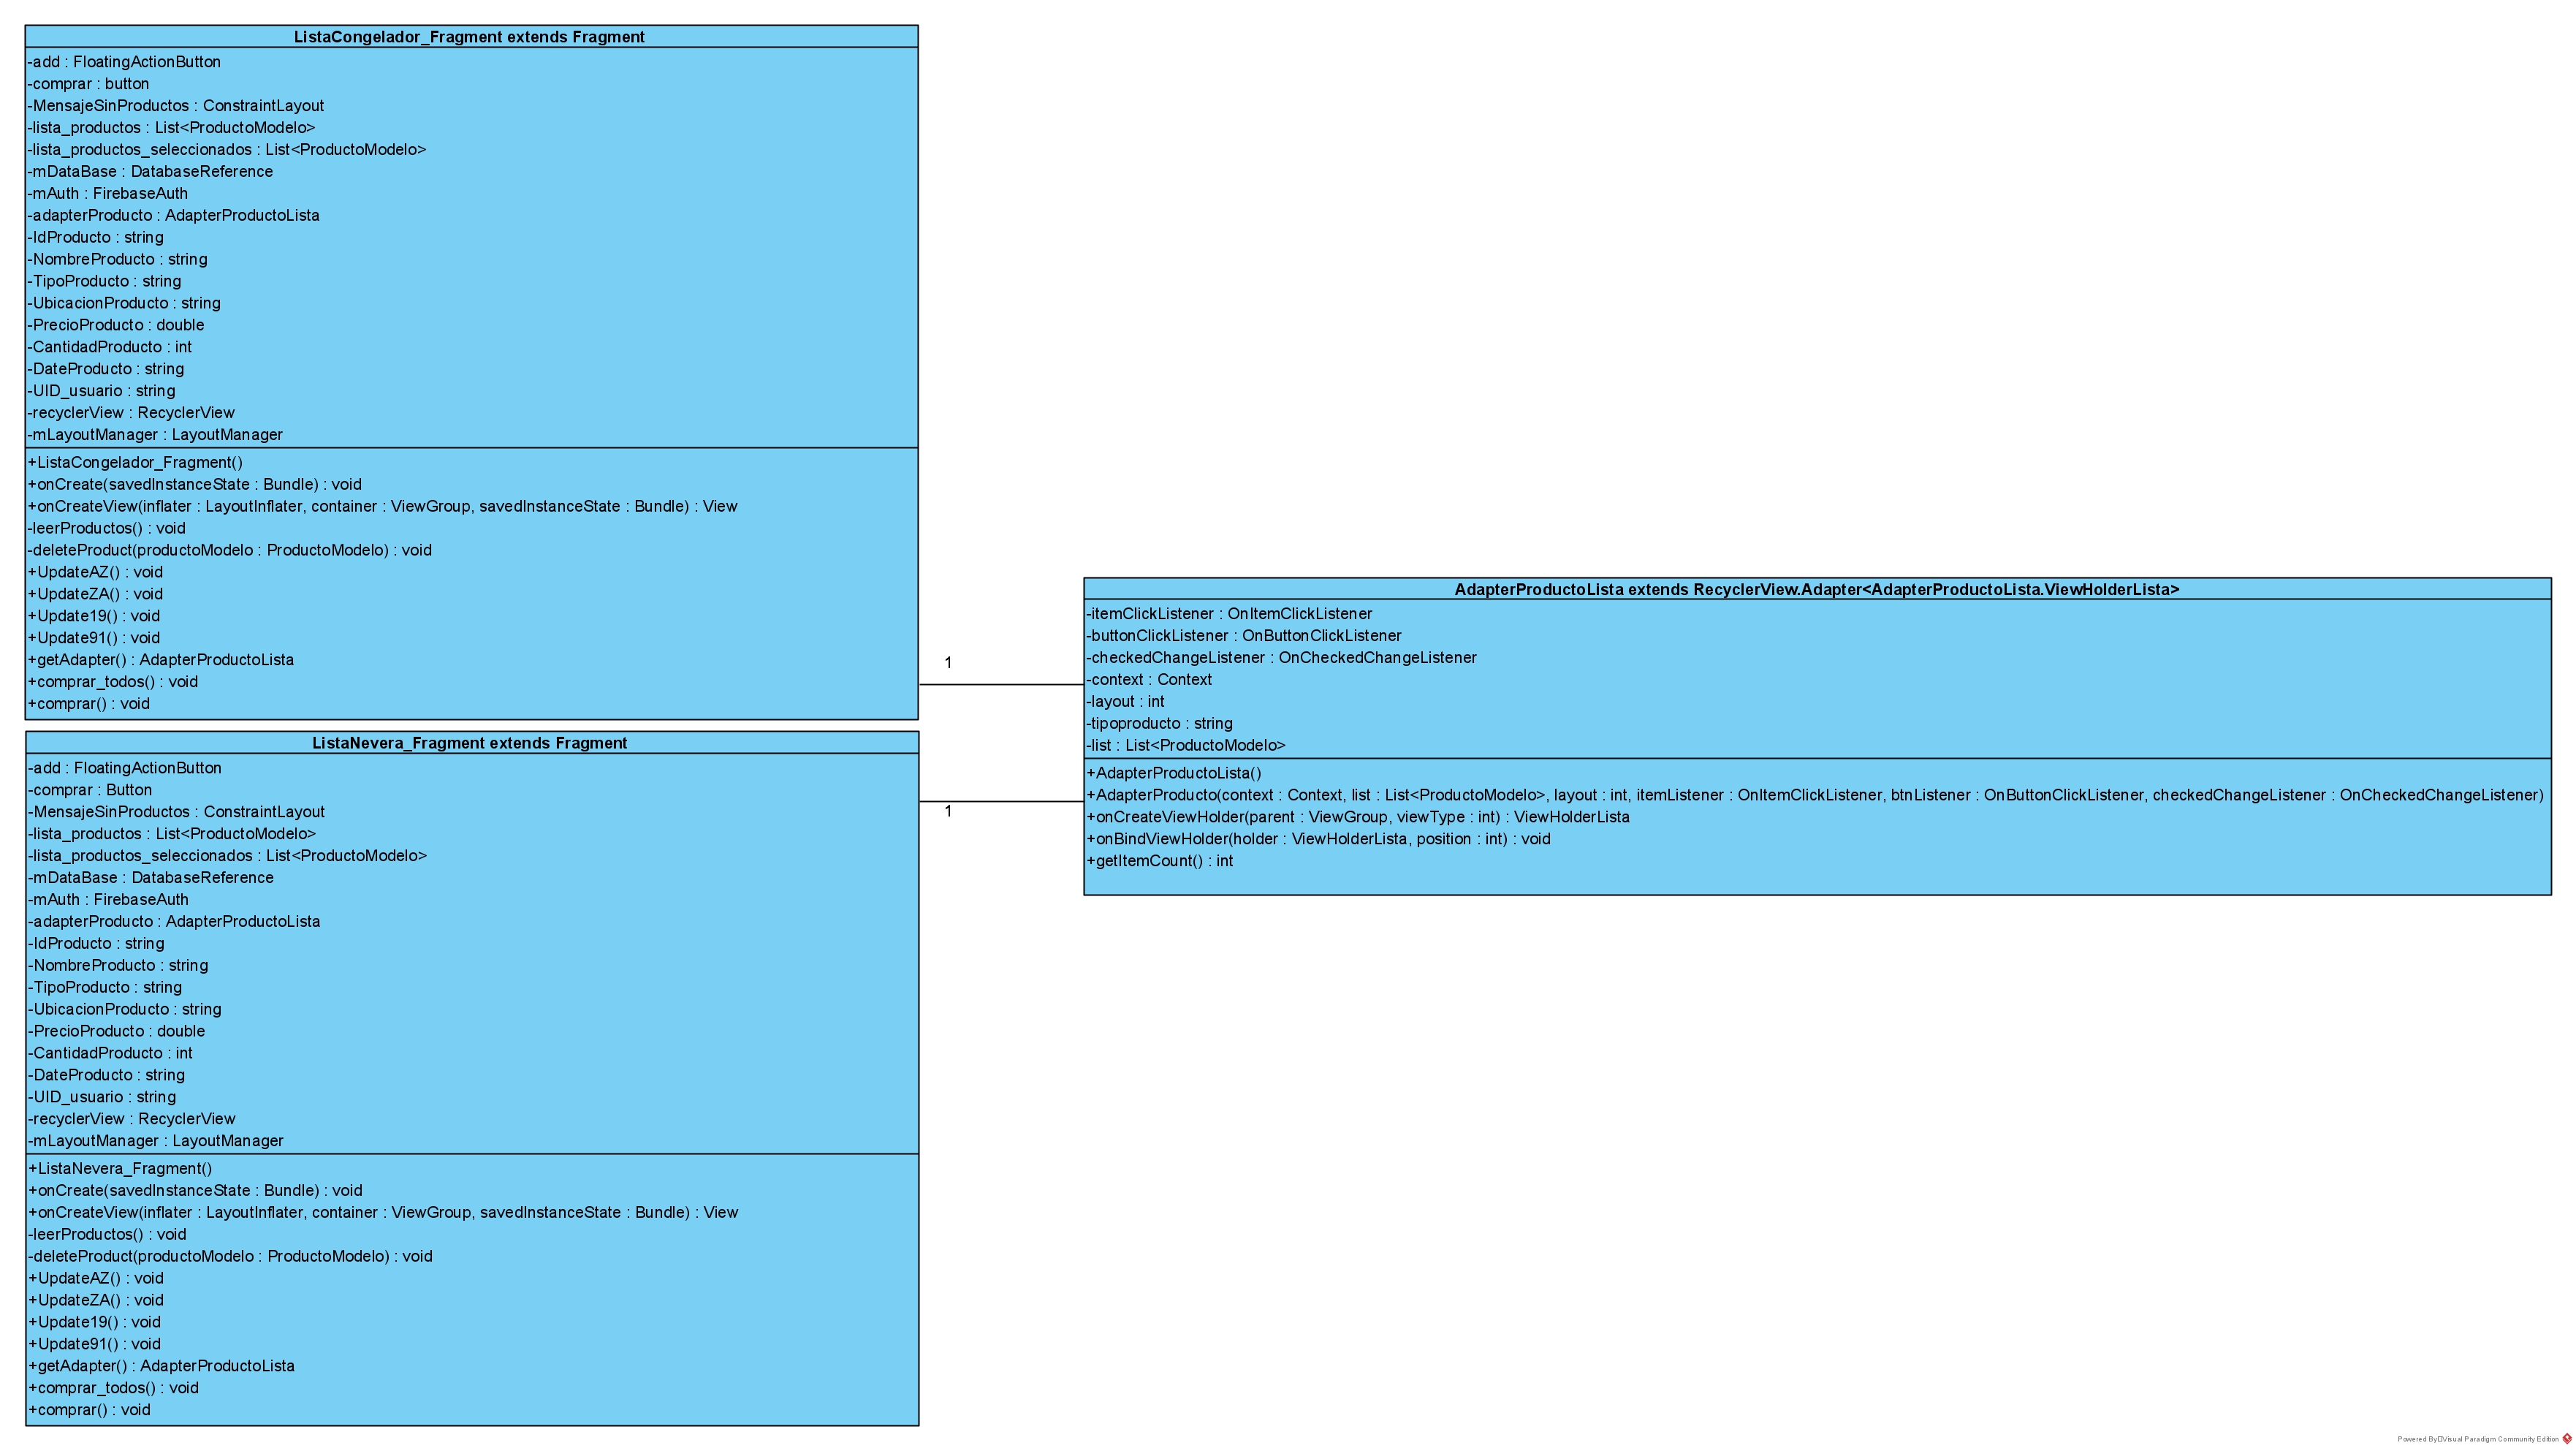 ListaCongelador_Fragment extends Fragment
-add : FloatingActionButton
-comprar : button
-MensajeSinProductos : ConstraintLayout
-lista_productos : List<ProductoModelo>
-lista_productos_seleccionados : List<ProductoModelo>
-mDataBase : DatabaseReference
-mAuth : FirebaseAuth
-adapterProducto : AdapterProductoLista
-IdProducto : string
-NombreProducto : string
-TipoProducto : string
-UbicacionProducto : string
-PrecioProducto : double
-CantidadProducto : int
-DateProducto : string
-UID_usuario : string
-recyclerView : RecyclerView
-mLayoutManager : LayoutManager
+ListaCongelador_Fragment()
+onCreate(savedInstanceState : Bundle) : void
+onCreateView(inflater : LayoutInflater, container : ViewGroup, savedInstanceState : Bundle) : View
-leerProductos() : void
-deleteProduct(productoModelo : ProductoModelo) : void
+UpdateAZ() : void
+UpdateZA() : void
+Update19() : void
+Update91() : void
+getAdapter() : AdapterProductoLista
+comprar_todos() : void
+comprar() : void
1
ListaNevera_Fragment extends Fragment
-add : FloatingActionButton
-comprar : Button
-MensajeSinProductos : ConstraintLayout
-lista_productos : List<ProductoModelo>
-lista_productos_seleccionados : List<ProductoModelo>
-mDataBase : DatabaseReference
-mAuth : FirebaseAuth
-adapterProducto : AdapterProductoLista
-IdProducto : string
-NombreProducto : string
-TipoProducto : string
-UbicacionProducto : string
-PrecioProducto : double
-CantidadProducto : int
-DateProducto : string
-UID_usuario : string
-recyclerView : RecyclerView
-mLayoutManager : LayoutManager
+ListaNevera_Fragment()
+onCreate(savedInstanceState : Bundle) : void
+onCreateView(inflater : LayoutInflater, container : ViewGroup, savedInstanceState : Bundle) : View
-leerProductos() : void
-deleteProduct(productoModelo : ProductoModelo) : void
+UpdateAZ() : void
+UpdateZA() : void
+Update19() : void
+Update91() : void
+getAdapter() : AdapterProductoLista
+comprar_todos() : void
+comprar() : void
1
AdapterProductoLista extends RecyclerView.Adapter<AdapterProductoLista.ViewHolderLista>
-itemClickListener : OnItemClickListener
-buttonClickListener : OnButtonClickListener
-checkedChangeListener : OnCheckedChangeListener
-context : Context
-layout : int
-tipoproducto : string
-list : List<ProductoModelo>
+AdapterProductoLista()
+AdapterProducto(context : Context, list : List<ProductoModelo>, layout : int, itemListener : OnItemClickListener, btnListener : OnButtonClickListener, checkedChangeListener : OnCheckedChangeListener)
+onCreateViewHolder(parent : ViewGroup, viewType : int) : ViewHolderLista
+onBindViewHolder(holder : ViewHolderLista, position : int) : void
+getItemCount() : int
Powered By Visual Paradigm Community Edition